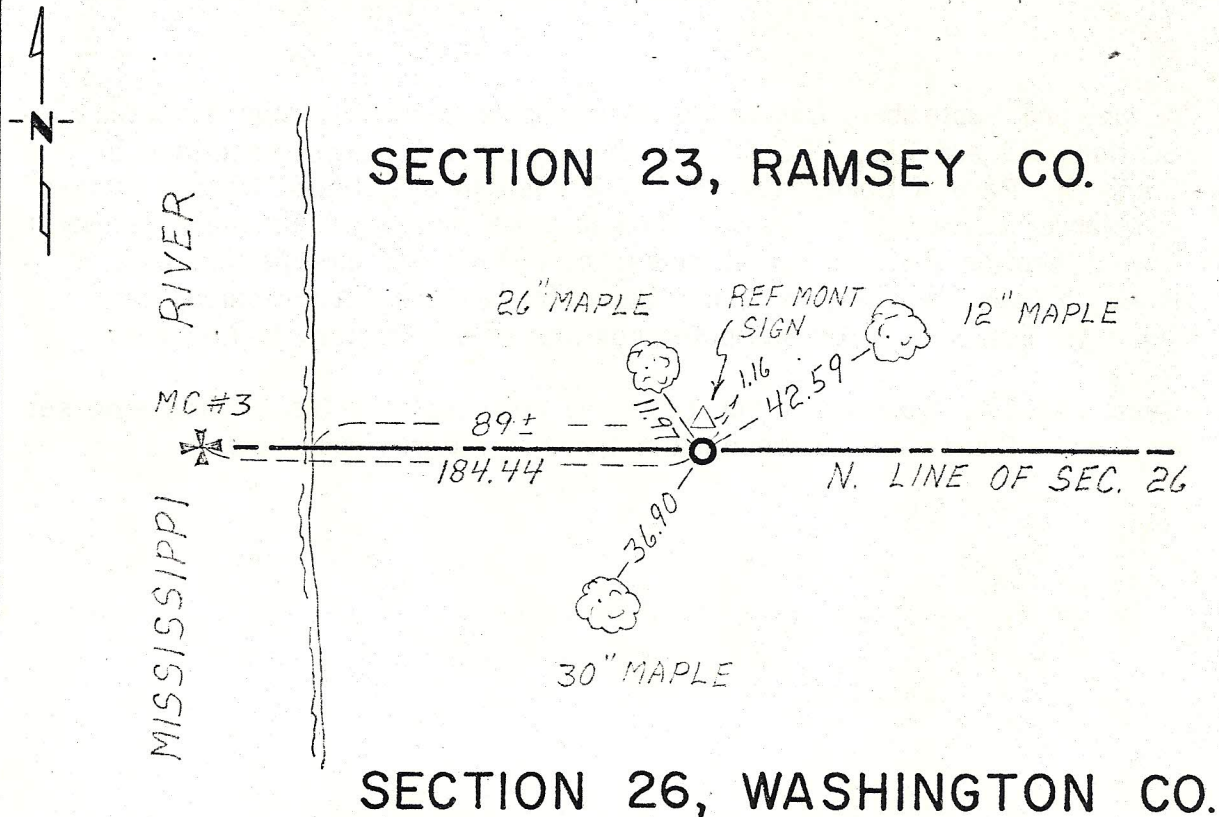 N
SECTION 23, RAMSEY CO.
MISSISSIPPI RIVER
26" MAPLE
REF MONT
SIGN
12" MAPLE
1.16
42.59
11.97
MC#3
89±
184.44
N. LINE OF SEC. 26
36.90
30" MAPLE
SECTION 26, WASHINGTON CO.